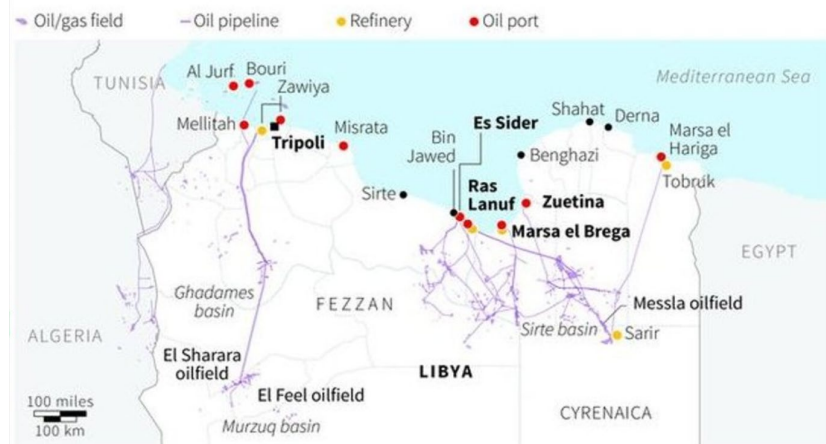 Oil/gas field
Oil pipeline
Refinery
Oil port
TUNISIA
Al Jurf
Bouri
Zawiya
Mellitah
Tripoli
Misrata
Sirte
Bin
Jawed
Es Sider
Ras
Lanuf
Benghazi
Shahat
Derna
Mediterranean Sea
Marsa el
Hariga
Tobruk
Zuetina
Marsa el Brega
EGYPT
Ghadames
basin
FEZZAN
Messla oilfield
Sirte basin
Sarir
ALGERIA
El Sharara
oilfield
El Feel oilfield
LIBYA
Murzuq basin
CYRENAICA
100 miles
100 km